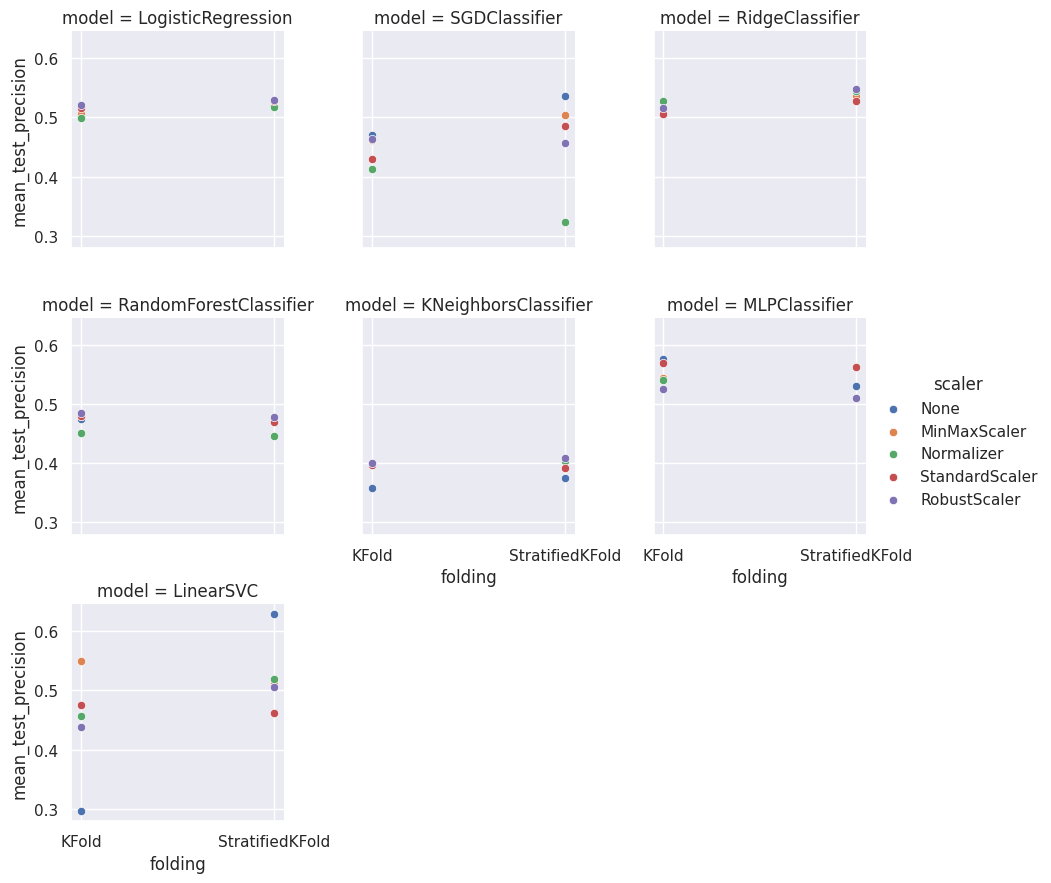 model = LogisticRegression
model = SGDClassifier
model = RidgeClassifier
0.6
0.5
0.4
0.3
mean_test_precision
model = RandomForestClassifier
model = KNeighborsClassifier
model = MLPClassifier
0.6
0.5
0.4
0.3
mean_test_precision
KFold
StratifiedKFold
folding
KFold
StratifiedKFold
folding
scaler
None
MinMaxScaler
Normalizer
StandardScaler
RobustScaler
model = LinearSVC
0.6
0.5
0.4
0.3
mean_test_precision
KFold
StratifiedKFold
folding